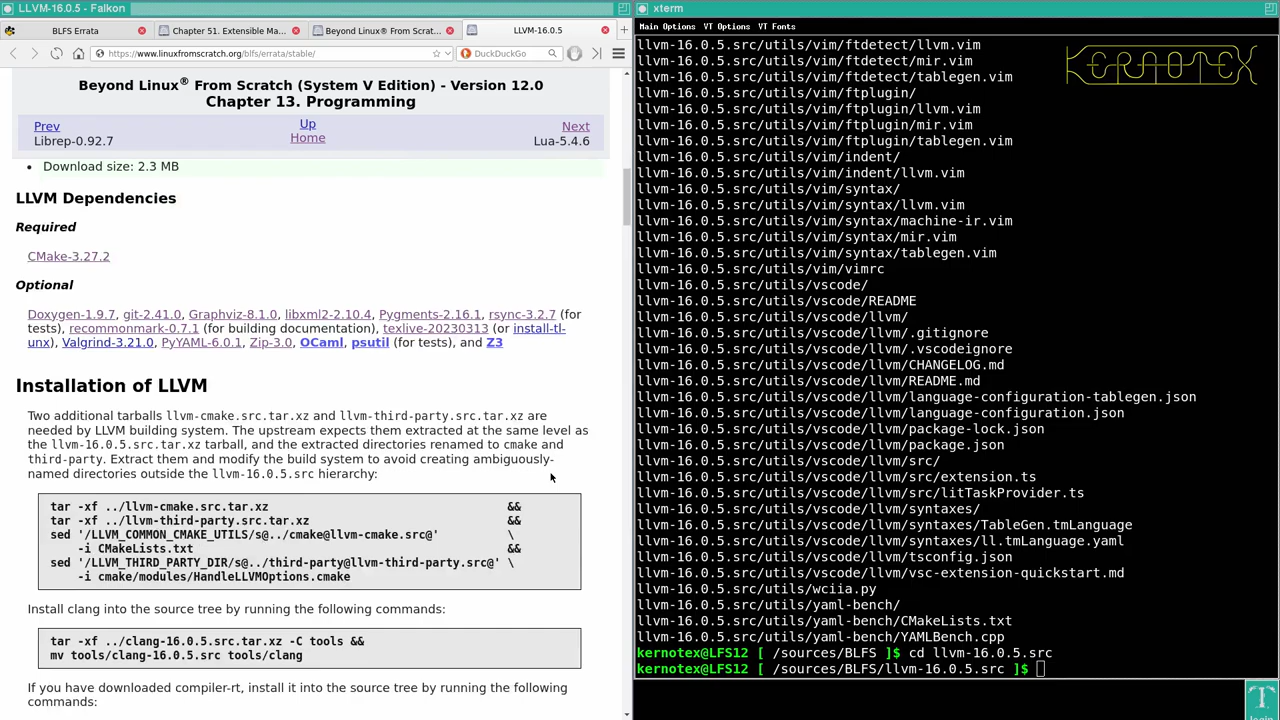 LLVM-16.0.5 - Falkon
BLFS Errata
Chapter 51. Extensible Ma
Beyond Linux® From Scrat
LLVM-16.0.5
https://www.linuxfromscratch.org/blfs/errata/stable/
DuckDuckGo
Beyond Linux® From Scratch (System V Edition) - Version 12.0
Chapter 13. Programming
Prev
Up
Next
Librep-0.92.7
Home
Lua-5.4.6
• Download size: 2.3 MB
LLVM Dependencies
Required
CMake-3.27.2
Optional
Doxygen-1.9.7, git-2.41.0, Graphviz-8.1.0, libxml2-2.10.4, Pygments-2.16.1, rsync-3.2.7 (for
tests), recommonmark-0.7.1 (for building documentation), texlive-20230313 (or install-tl-
unx), Valgrind-3.21.0, PyYAML-6.0.1, Zip-3.0, OCaml, psutil (for tests), and Z3
Installation of LLVM
Two additional tarballs llvm-cmake.src.tar.xz and llvm-third-party.src.tar.xz are
needed by LLVM building system. The upstream expects them extracted at the same level as
the llvm-16.0.5.src.tar.xz tarball, and the extracted directories renamed to cmake and
third-party. Extract them and modify the build system to avoid creating ambiguously-
named directories outside the llvm-16.0.5.src hierarchy:
tar -xf ../llvm-cmake.src.tar.xz &&
tar -xf ../llvm-third-party.src.tar.xz &&
sed '/LLVM_COMMON_CMAKE_UTILS/s@../cmake@llvm-cmake.src@' \
-i CMakeLists.txt &&
sed '/LLVM_THIRD_PARTY_DIR/s@../third-party@llvm-third-party.src@' \
-i cmake/modules/HandleLLVMOptions.cmake
Install clang into the source tree by running the following commands:
tar -xf ../clang-16.0.5.src.tar.xz -C tools &&
mv tools/clang-16.0.5.src tools/clang
If you have downloaded compiler-rt, install it into the source tree by running the following
commands:
xterm
Main Options VT Options VT Fonts
KERNOTEX
llvm-16.0.5.src/utils/vim/ftdetect/llvm.vim
llvm-16.0.5.src/utils/vim/ftdetect/mir.vim
llvm-16.0.5.src/utils/vim/ftdetect/tablegen.vim
llvm-16.0.5.src/utils/vim/ftplugin/
llvm-16.0.5.src/utils/vim/ftplugin/llvm.vim
llvm-16.0.5.src/utils/vim/ftplugin/mir.vim
llvm-16.0.5.src/utils/vim/ftplugin/tablegen.vim
llvm-16.0.5.src/utils/vim/indent/
llvm-16.0.5.src/utils/vim/indent/llvm.vim
llvm-16.0.5.src/utils/vim/syntax/
llvm-16.0.5.src/utils/vim/syntax/llvm.vim
llvm-16.0.5.src/utils/vim/syntax/machine-ir.vim
llvm-16.0.5.src/utils/vim/syntax/mir.vim
llvm-16.0.5.src/utils/vim/syntax/tablegen.vim
llvm-16.0.5.src/utils/vim/vimrc
llvm-16.0.5.src/utils/vscode/
llvm-16.0.5.src/utils/vscode/README
llvm-16.0.5.src/utils/vscode/llvm/
llvm-16.0.5.src/utils/vscode/llvm/.gitignore
llvm-16.0.5.src/utils/vscode/llvm/.vscodeignore
llvm-16.0.5.src/utils/vscode/llvm/CHANGELOG.md
llvm-16.0.5.src/utils/vscode/llvm/README.md
llvm-16.0.5.src/utils/vscode/llvm/language-configuration-tablegen.json
llvm-16.0.5.src/utils/vscode/llvm/language-configuration.json
llvm-16.0.5.src/utils/vscode/llvm/package-lock.json
llvm-16.0.5.src/utils/vscode/llvm/package.json
llvm-16.0.5.src/utils/vscode/llvm/src/
llvm-16.0.5.src/utils/vscode/llvm/src/extension.ts
llvm-16.0.5.src/utils/vscode/llvm/src/litTaskProvider.ts
llvm-16.0.5.src/utils/vscode/llvm/syntaxes/
llvm-16.0.5.src/utils/vscode/llvm/syntaxes/TableGen.tmLanguage
llvm-16.0.5.src/utils/vscode/llvm/syntaxes/ll.tmLanguage.yaml
llvm-16.0.5.src/utils/vscode/llvm/tsconfig.json
llvm-16.0.5.src/utils/vscode/llvm/vsc-extension-quickstart.md
llvm-16.0.5.src/utils/wciia.py
llvm-16.0.5.src/utils/yaml-bench/
llvm-16.0.5.src/utils/yaml-bench/CMakeLists.txt
llvm-16.0.5.src/utils/yaml-bench/YAMLBench.cpp
kernotex@LFS12 [ /sources/BLFS ]$ cd llvm-16.0.5.src
kernotex@LFS12 [ /sources/BLFS/llvm-16.0.5.src ]$
T
login